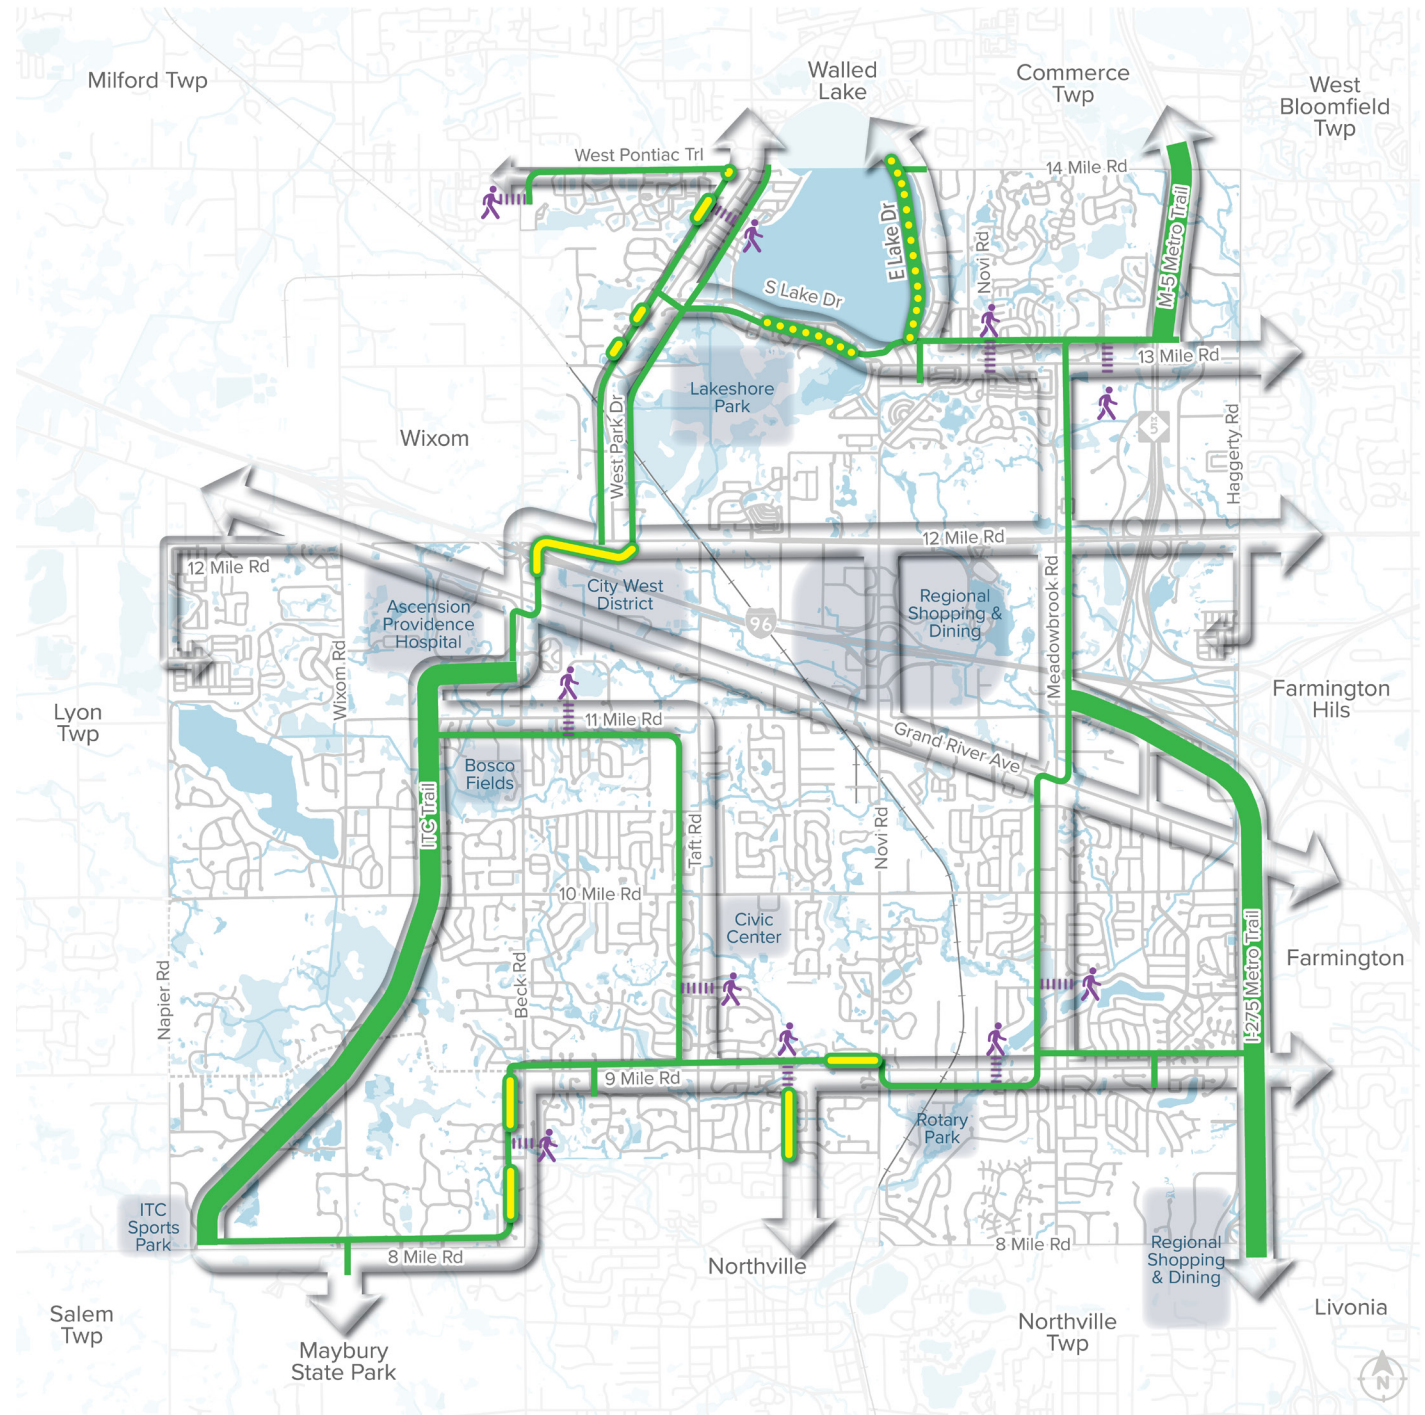 Milford Twp
Walled
Lake
Commerce
Twp
West
Bloomfield
Twp
West Pontiac Trl
14 Mile Rd
M-5 Metro Trail
E Lake Dr
Novi Rd
S Lake Dr
13 Mile Rd
Lakeshore
Park
West Park Dr
Wixom
M
5
Haggerty Rd
12 Mile Rd
12 Mile Rd
City West
District
Ascension
Providence
Hospital
Regional
Shopping &
Dining
96
Meadowbrook Rd
Wixom Rd
Lyon
Twp
Farmington
Hills
11 Mile Rd
Grand River Ave
Bosco
Fields
ITC Trail
Taft Rd
Novi Rd
10 Mile Rd
Civic
Center
Napier Rd
Beck Rd
I-275 Metro Trail
Farmington
9 Mile Rd
Rotary
Park
ITC
Sports
Park
8 Mile Rd
8 Mile Rd
Northville
Regional
Shopping
& Dining
Salem
Twp
Maybury
State Park
Northville
Twp
Livonia
N